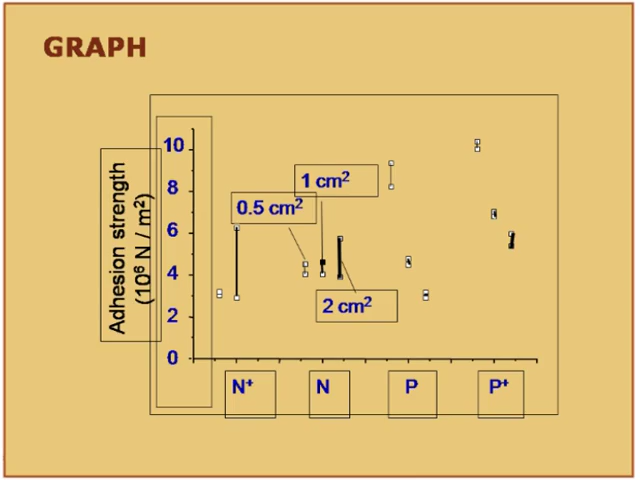 GRAPH
Adhesion strength
(10⁶ N / m²)
10
8
6
4
2
0
0.5 cm²
1 cm²
2 cm²
N⁺
N
P
P⁺